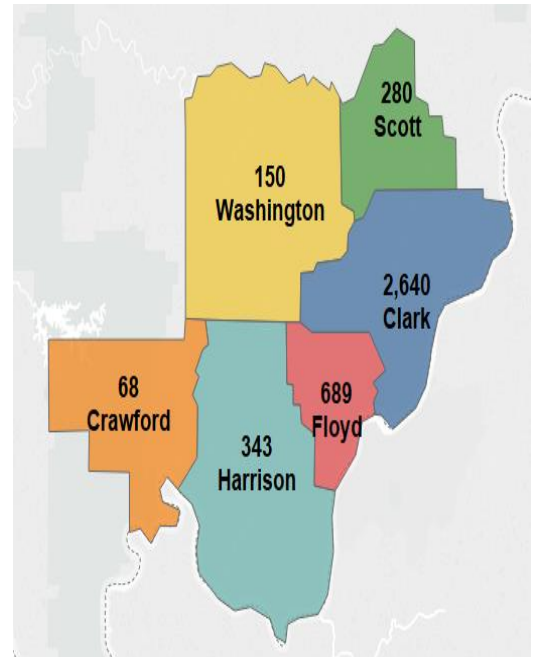 280
Scott
150
Washington
2,640
Clark
68
Crawford
689
Floyd
343
Harrison